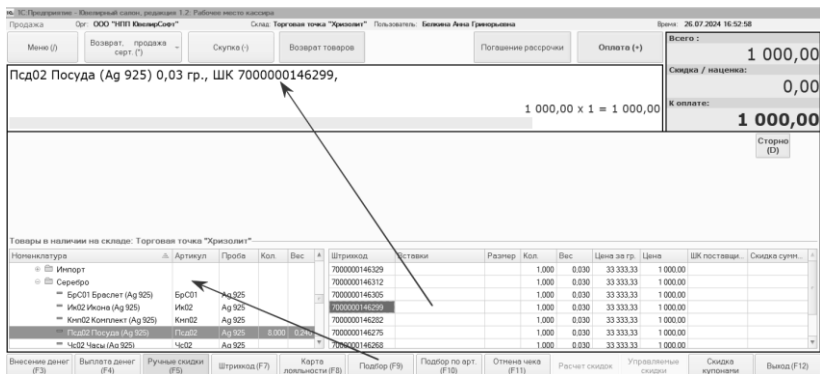 1С:Предприятие - Ювелирный салон, редакция 1.2: Рабочее место кассира
Продажа Орг: ООО "НПП ЮвелирСофт" Склад: Торговая точка "Хризолит" Пользователь: Белкина Анна Григорьевна Время: 26.07.2024 16:52:58
Меню (/) Возврат, продажа серт. (*) Скупка (-) Возврат товаров Погашение рассрочки Оплата (+)
Всего :
1 000,00
Скидка / наценка:
0,00
К оплате:
1 000,00
Псд02 Посуда (Ag 925) 0,03 гр., ШК 7000000146299,
1 000,00 x 1 = 1 000,00
Сторно (D)
Товары в наличии на складе: Торговая точка "Хризолит"
Номенклатура Артикул Проба Кол. Вес
Импорт
Серебро
БрС01 Браслет (Ag 925) БрС01 Ag 925
Ик02 Икона (Ag 925) Ик02 Ag 925
Кмп02 Комплект (Ag 925) Кмп02 Ag 925
Псд02 Посуда (Ag 925) Псд02 Ag 925 8,000 0,240
Чс02 Часы (Ag 925) Чс02 Ag 925
Штрихкод Вставки Размер Кол. Вес Цена за гр. Цена ШК поставщи... Скидка сумм...
7000000146329 1,000 0,030 33 333,33 1 000,00
7000000146312 1,000 0,030 33 333,33 1 000,00
7000000146305 1,000 0,030 33 333,33 1 000,00
7000000146299 1,000 0,030 33 333,33 1 000,00
7000000146282 1,000 0,030 33 333,33 1 000,00
7000000146275 1,000 0,030 33 333,33 1 000,00
7000000146268 1,000 0,030 33 333,33 1 000,00
Внесение денег (F3) Выплата денег (F4) Ручные скидки (F5) Штрихкод (F7) Карта лояльности (F8) Подбор (F9) Подбор по арт. (F10) Отмена чека (F11) Расчет скидок Управляемые скидки Скидка купонами Выход (F12)